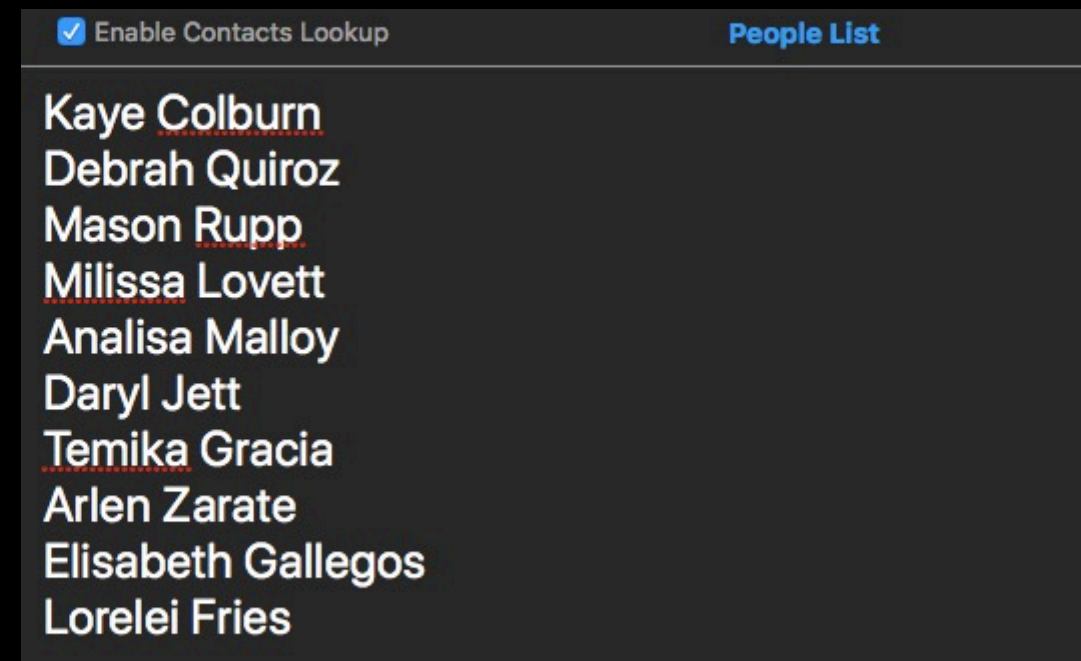 Enable Contacts Lookup People List
Kaye Colburn
Debrah Quiroz
Mason Rupp
Milissa Lovett
Analisa Malloy
Daryl Jett
Temika Gracia
Arlen Zarate
Elisabeth Gallegos
Lorelei Fries